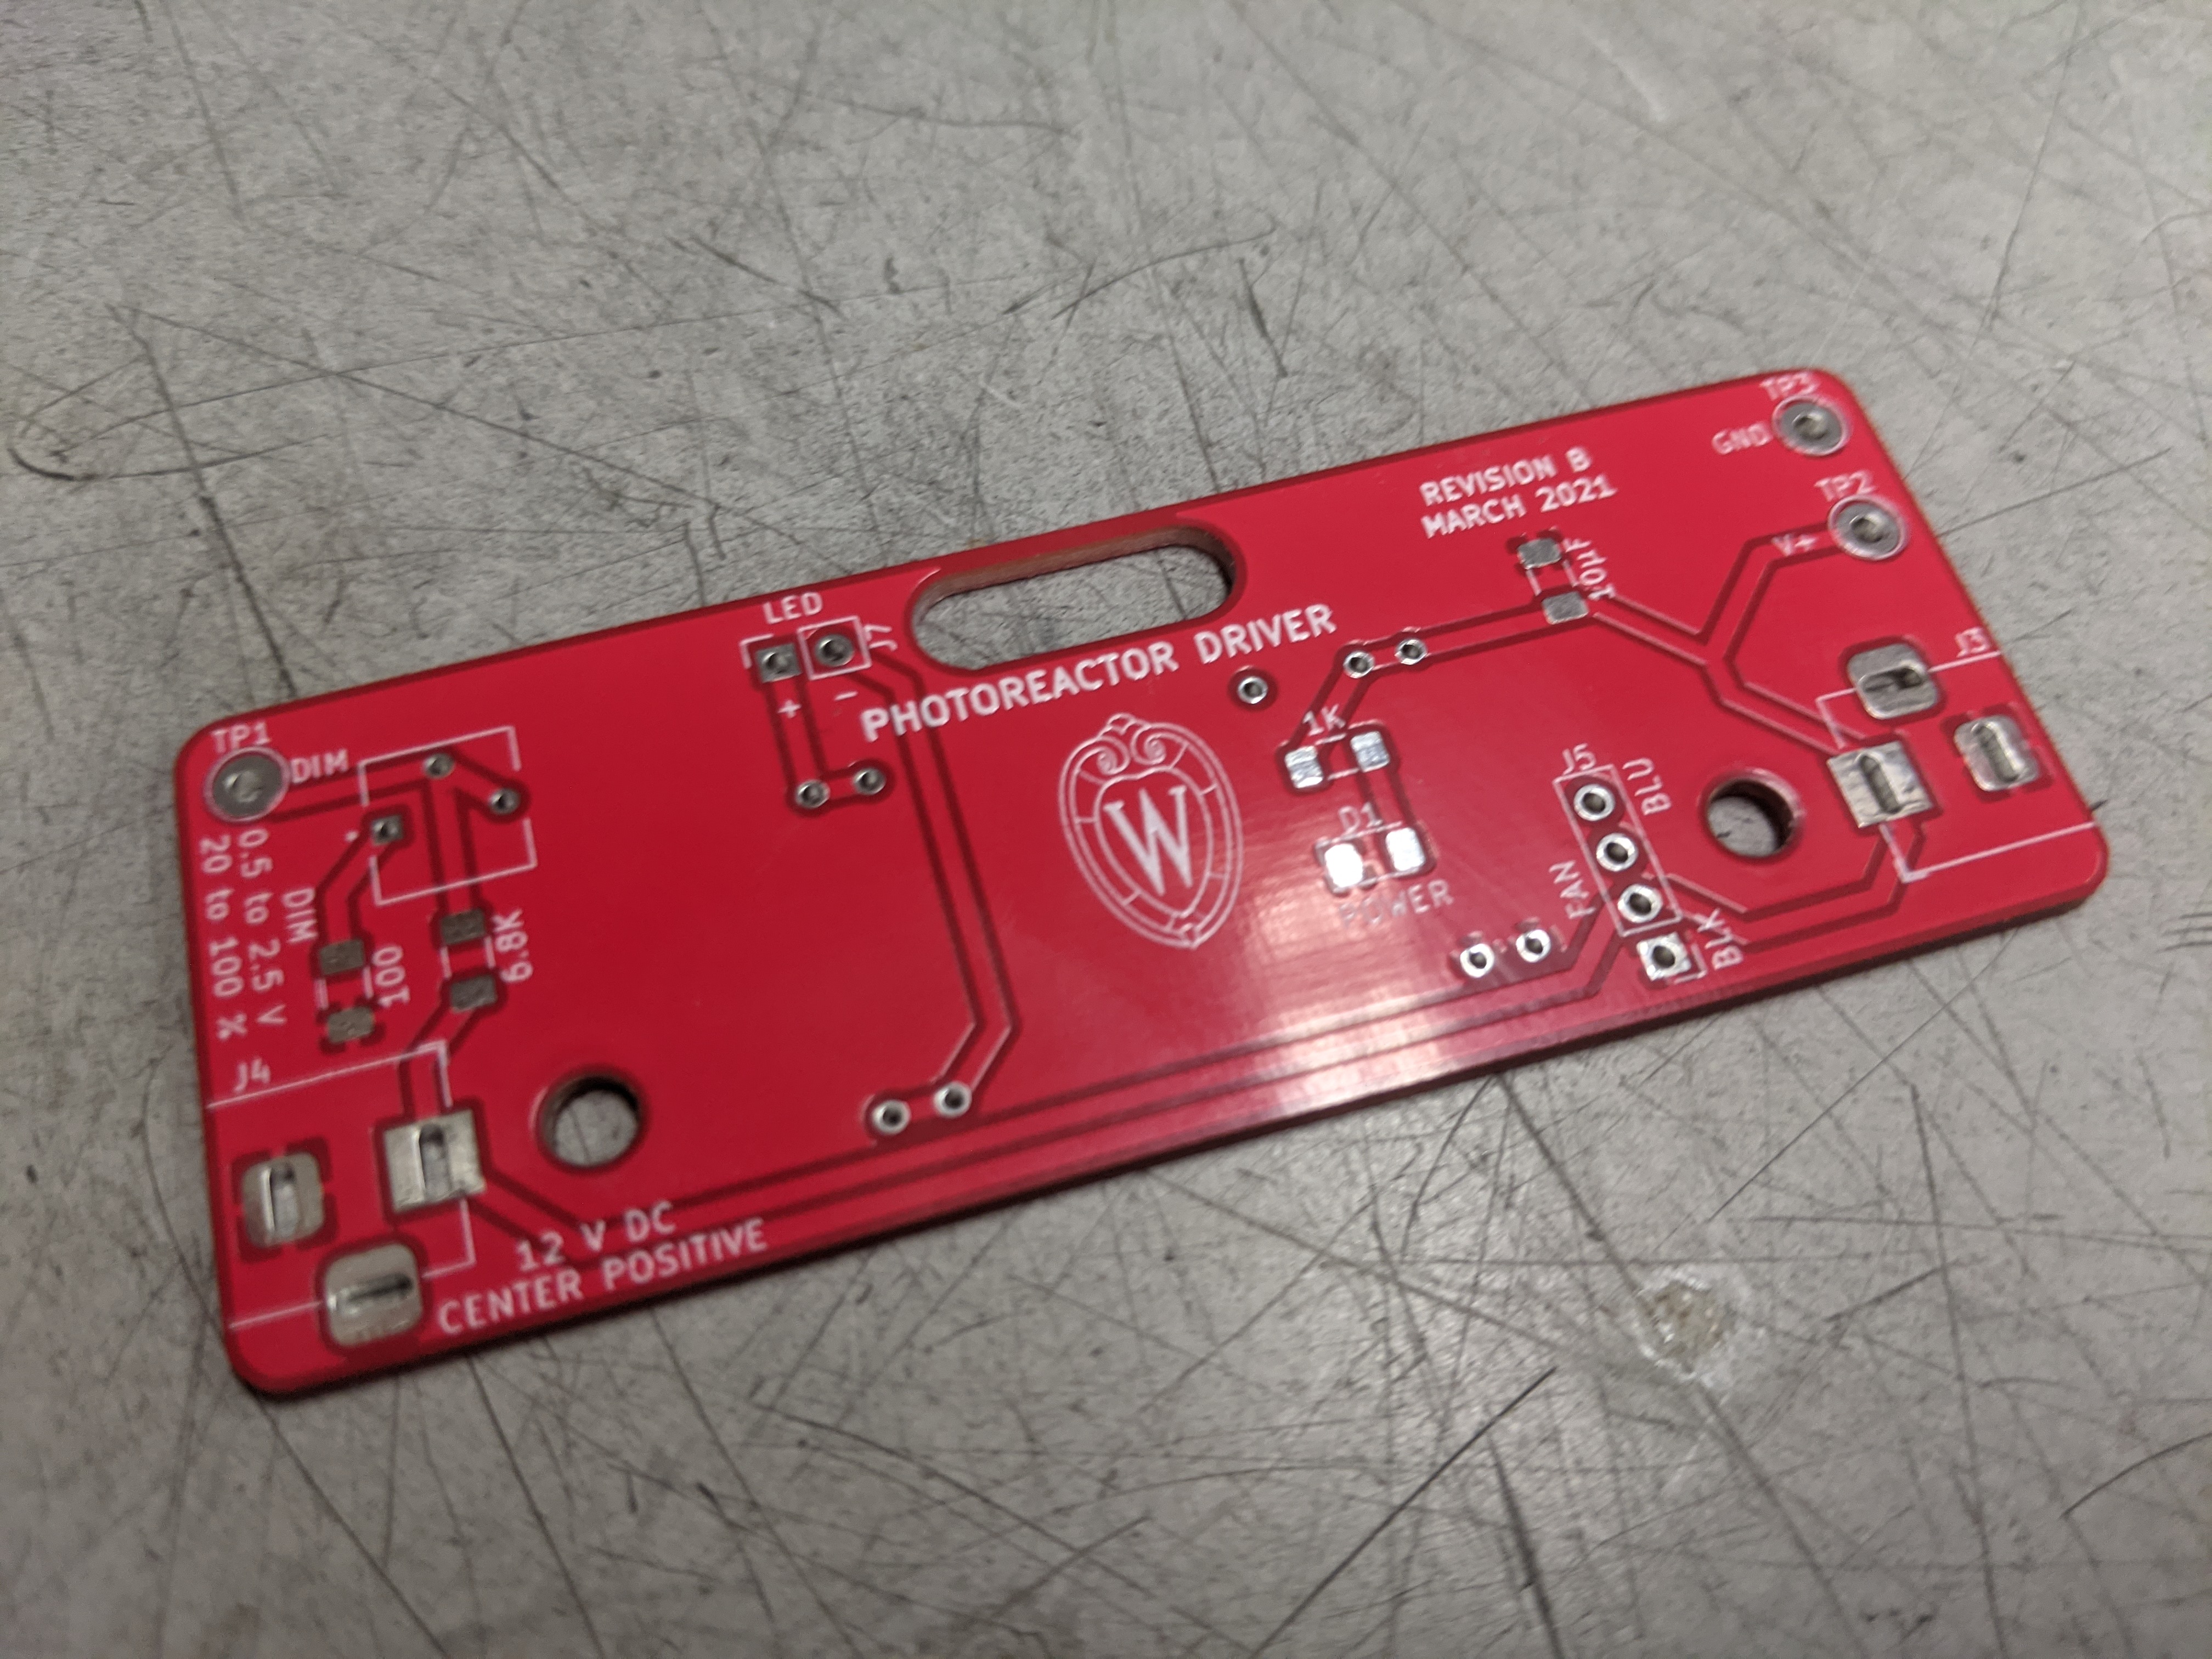 TP3
GND
REVISION B
MARCH 2021
TP2
V+
10µF
LED
J7
+ -
PHOTOREACTOR DRIVER
J3
TP1
DIM
1K
J5
BLU
W
D1
POWER
FAN
BLK
DIM
0.5 to 2.5 V
20 to 100 %
100
6.8K
J4
12 V DC
CENTER POSITIVE